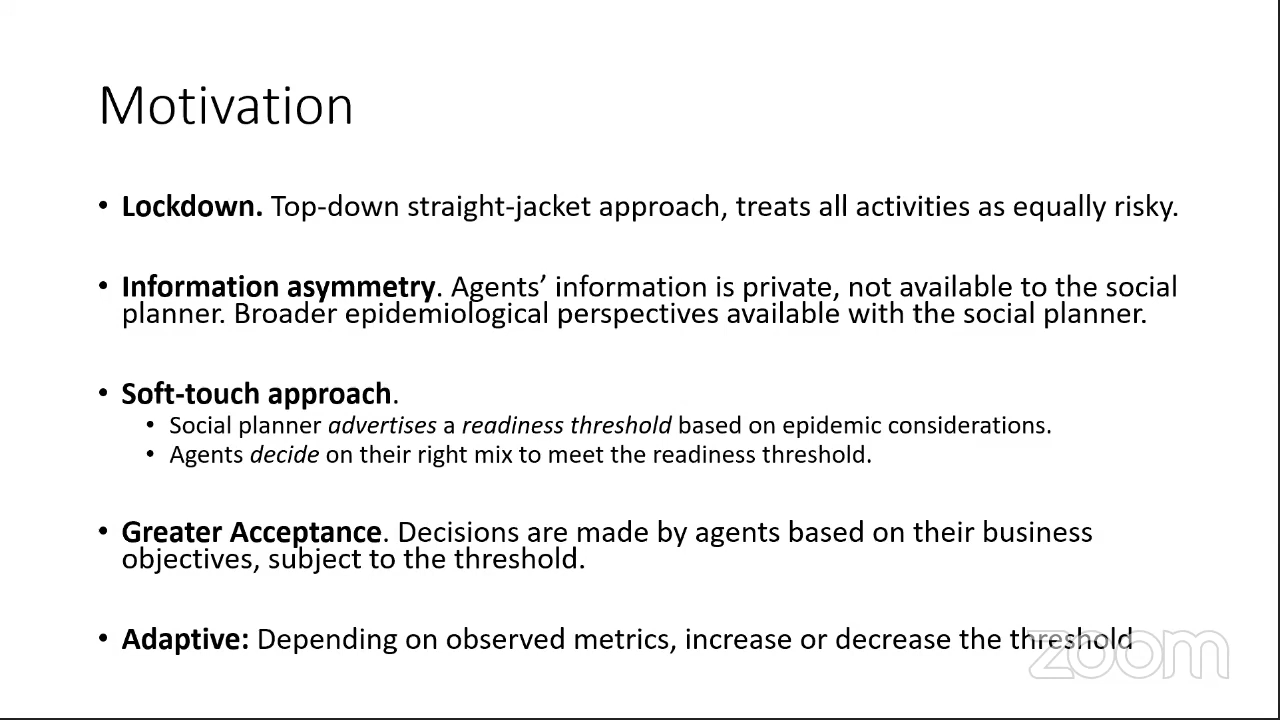 Motivation
• Lockdown. Top-down straight-jacket approach, treats all activities as equally risky.
• Information asymmetry. Agents’ information is private, not available to the social
planner. Broader epidemiological perspectives available with the social planner.
• Soft-touch approach.
• Social planner advertises a readiness threshold based on epidemic considerations.
• Agents decide on their right mix to meet the readiness threshold.
• Greater Acceptance. Decisions are made by agents based on their business
objectives, subject to the threshold.
• Adaptive: Depending on observed metrics, increase or decrease the threshold
zoom